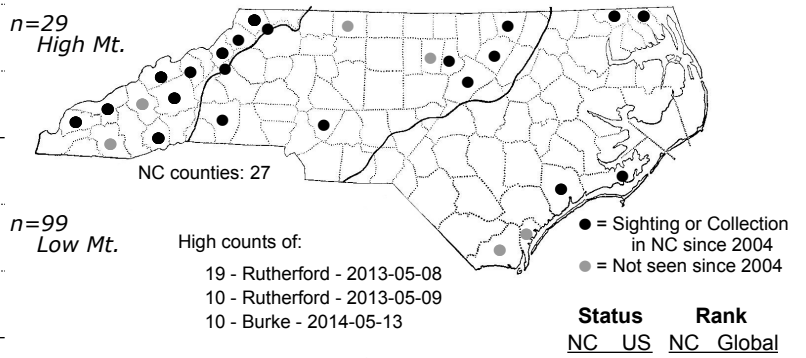 n=29
High Mt.
NC counties: 27
n=99
Low Mt.
High counts of:
19 - Rutherford - 2013-05-08
10 - Rutherford - 2013-05-09
10 - Burke - 2014-05-13
= Sighting or Collection
in NC since 2004
= Not seen since 2004
Status Rank
NC US NC Global